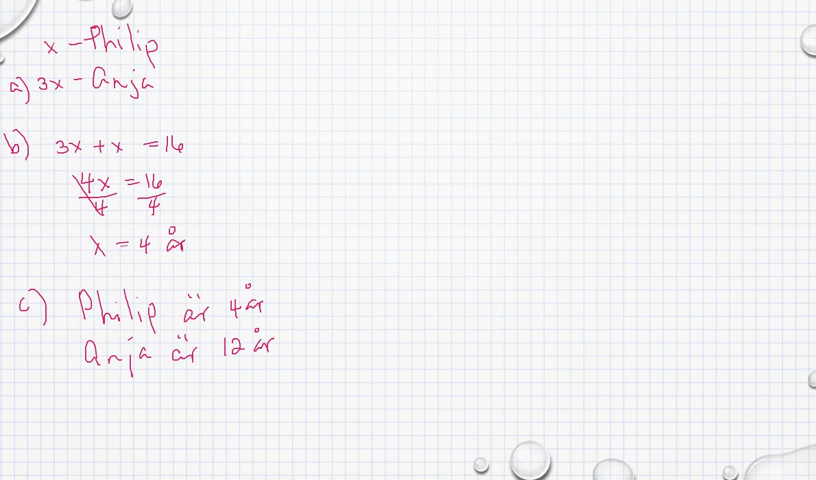 x - Philip
a) 3x - Anja
b) 3x + x = 16
4x/4 = 16/4
x = 4 år
c) Philip är 4 år
Anja är 12 år